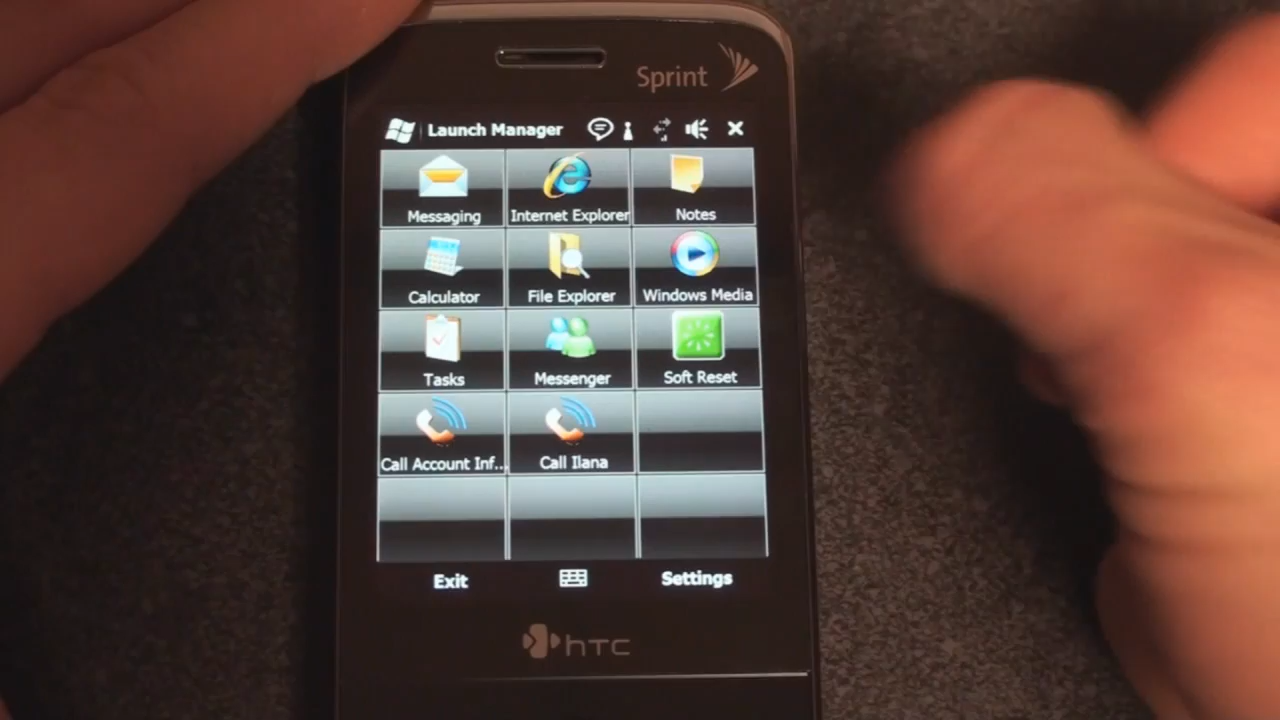 Sprint
Launch Manager
Messaging
Internet Explorer
Notes
Calculator
File Explorer
Windows Media
Tasks
Messenger
Soft Reset
Call Account Inf...
Call Ilana
Exit
Settings
hTC